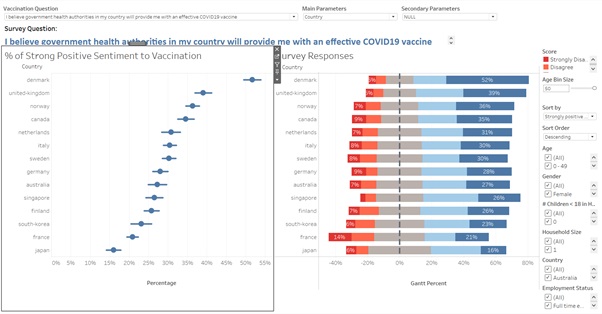 Vaccination Question
Main Parameters
Secondary Parameters
I believe government health authorities in my country will provide me with an effective COVID19 vaccine
Country
NULL
Survey Question:
I believe government health authorities in my country will provide me with an effective COVID19 vaccine
% of Strong Positive Sentiment to Vaccination
Country
denmark
united-kingdom
norway
canada
netherlands
italy
sweden
germany
australia
singapore
finland
south-korea
france
japan
0% 5% 10% 15% 20% 25% 30% 35% 40% 45% 50% 55%
Percentage
Survey Responses
Country
denmark 52%
united-kingdom 39%
norway 7% 36%
canada 9% 35%
netherlands 7% 31%
italy 8% 30%
sweden 8% 30%
germany 9% 28%
australia 7% 27%
singapore 26%
finland 7% 26%
south-korea 23%
france 14% 21%
japan 16%
-40% -20% 0% 20% 40% 60% 80%
Gantt Percent
Score
Strongly Disa..
Disagree
Age Bin Size
Sort by
Strongly positive ..
Sort Order
Descending
Age
(All)
0 - 49
Gender
(All)
Female
# Children < 18 in H..
(All)
0
Household Size
(All)
1
Country
(All)
Australia
Employment Status
(All)
Full time e..